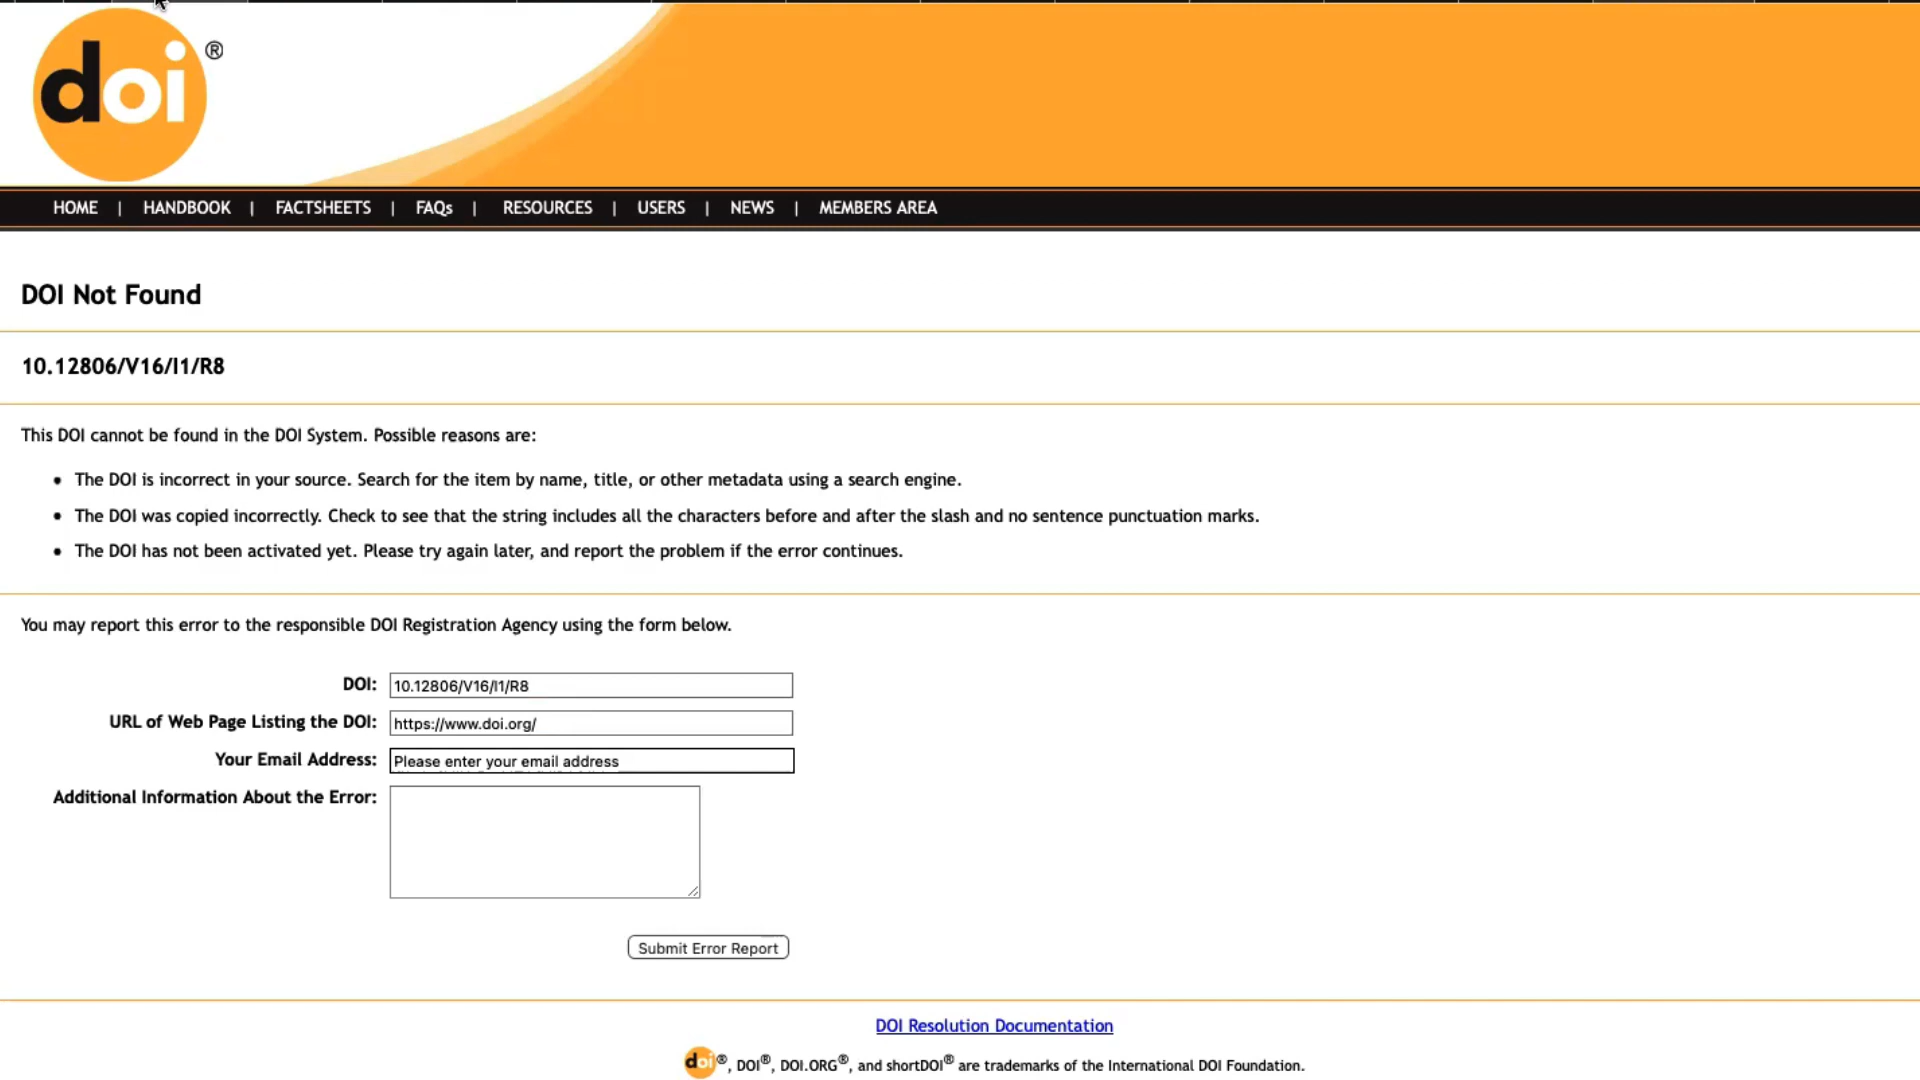 doi®
HOME | HANDBOOK | FACTSHEETS | FAQs | RESOURCES | USERS | NEWS | MEMBERS AREA
DOI Not Found
10.12806/V16/I1/R8
This DOI cannot be found in the DOI System. Possible reasons are:
• The DOI is incorrect in your source. Search for the item by name, title, or other metadata using a search engine.
• The DOI was copied incorrectly. Check to see that the string includes all the characters before and after the slash and no sentence punctuation marks.
• The DOI has not been activated yet. Please try again later, and report the problem if the error continues.
You may report this error to the responsible DOI Registration Agency using the form below.
DOI: 10.12806/V16/I1/R8
URL of Web Page Listing the DOI: https://www.doi.org/
Your Email Address: Please enter your email address
Additional Information About the Error:
Submit Error Report
DOI Resolution Documentation
doi®, DOI®, DOI.ORG®, and shortDOI® are trademarks of the International DOI Foundation.